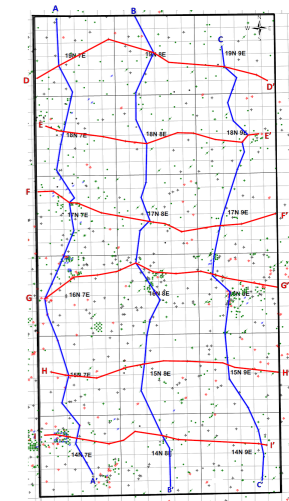 A
B
C
19N 7E
19N 8E
19N 9E
D
D'
E
E'
18N 7E
18N 8E
18N 9E
F
F'
17N 7E
17N 8E
17N 9E
G
G'
16N 7E
16N 8E
16N 9E
H
H'
15N 7E
15N 8E
15N 9E
I
I'
14N 7E
14N 8E
14N 9E
A'
B'
C'